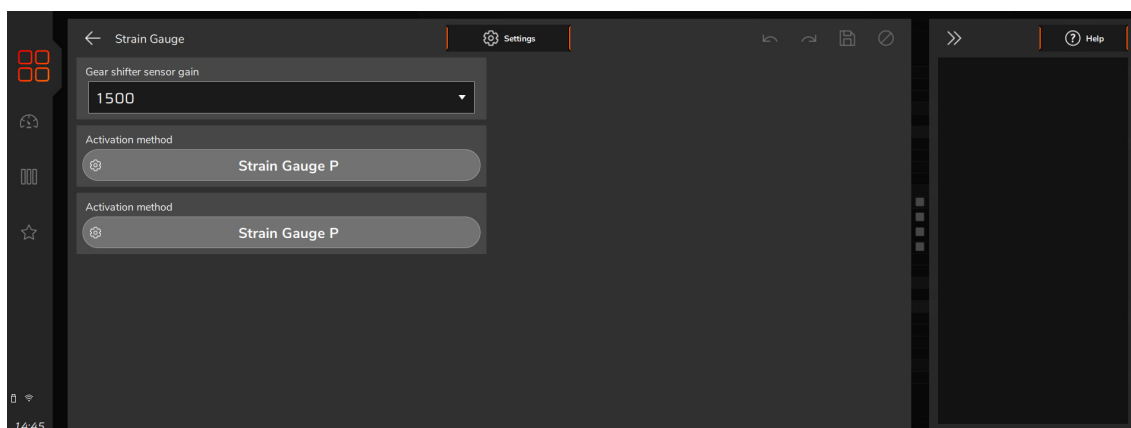 Strain Gauge
Settings
Help
Gear shifter sensor gain
1500
Activation method
Strain Gauge P
Activation method
Strain Gauge P
14:45